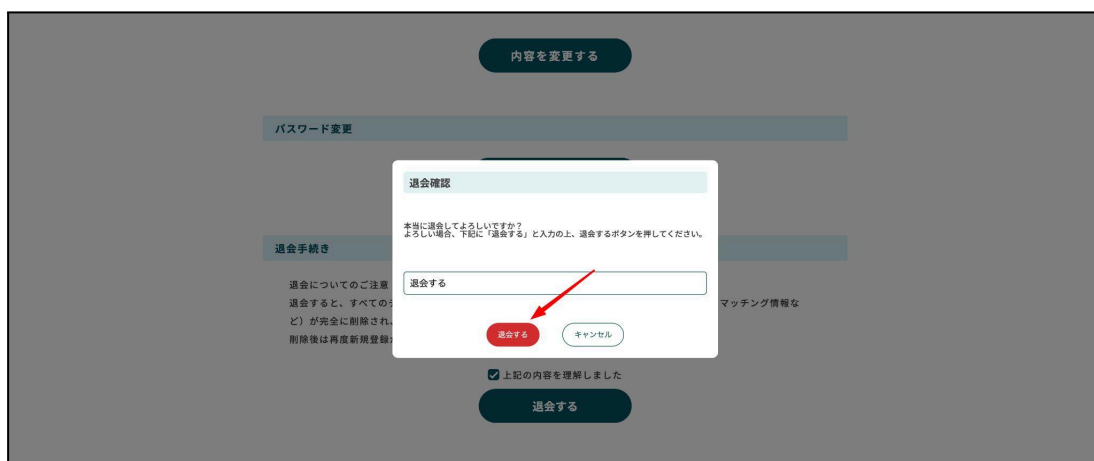 内容を変更する
パスワード変更
退会確認
本当に退会してよろしいですか？
よろしい場合、下記に「退会する」と入力の上、退会するボタンを押してください。
退会手続き
退会についてのご注意
退会する
退会すると、すべての
マッチング情報な
ど）が完全に削除され、
退会する
キャンセル
削除後は再度新規登録
上記の内容を理解しました
退会する